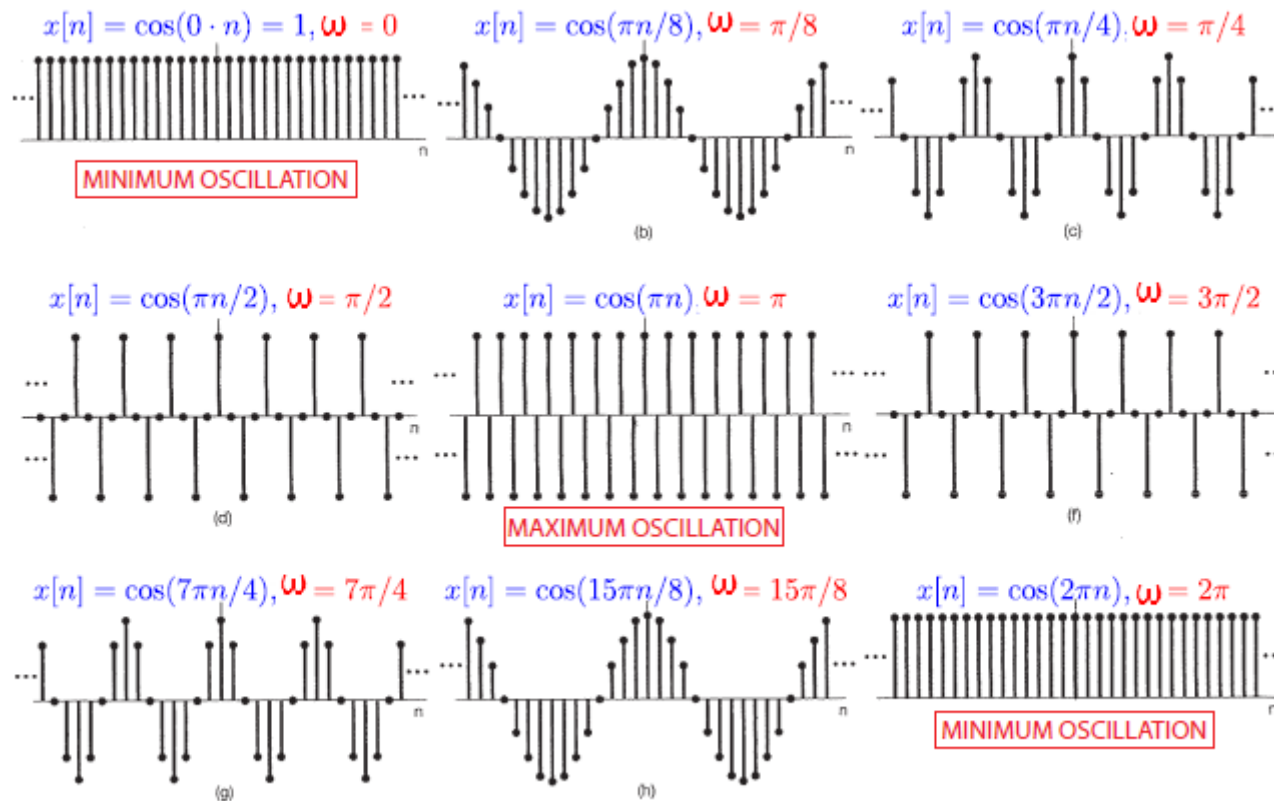 x[n] = cos(0 · n) = 1, ω = 0
x[n] = cos(πn/8), ω = π/8
x[n] = cos(πn/4), ω = π/4
...
...
...
...
...
...
n
n
n
MINIMUM OSCILLATION
(b)
(c)
x[n] = cos(πn/2), ω = π/2
x[n] = cos(πn), ω = π
x[n] = cos(3πn/2), ω = 3π/2
...
...
...
...
...
...
n
n
n
...
...
...
...
(d)
MAXIMUM OSCILLATION
(f)
x[n] = cos(7πn/4), ω = 7π/4
x[n] = cos(15πn/8), ω = 15π/8
x[n] = cos(2πn), ω = 2π
...
...
...
...
...
...
n
n
n
MINIMUM OSCILLATION
(g)
(h)